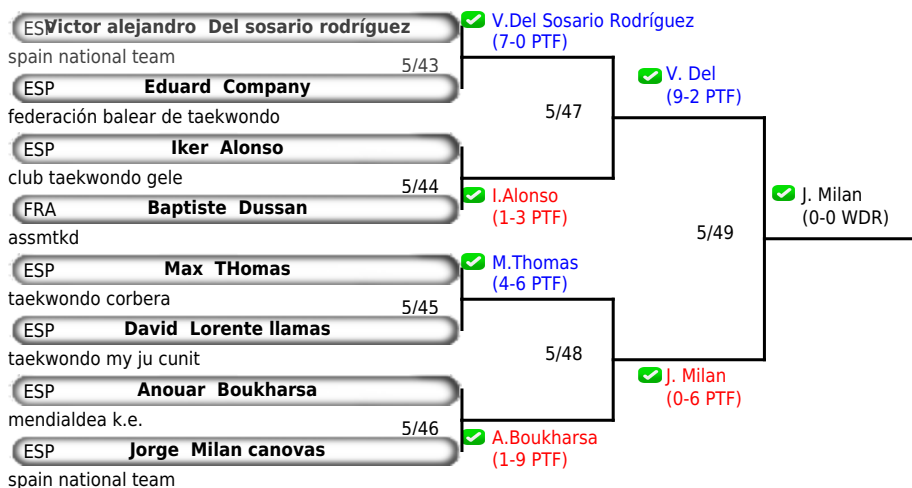 ESP Victor alejandro Del sosario rodríguez
spain national team
5/43
ESP Eduard Company
federación balear de taekwondo
ESP Iker Alonso
club taekwondo gele
5/44
FRA Baptiste Dussan
assmtkd
ESP Max THomas
taekwondo corbera
5/45
ESP David Lorente llamas
taekwondo my ju cunit
ESP Anouar Boukharsa
mendialdea k.e.
5/46
ESP Jorge Milan canovas
spain national team
V.Del Sosario Rodríguez
(7-0 PTF)
5/47
I.Alonso
(1-3 PTF)
M.Thomas
(4-6 PTF)
5/48
A.Boukharsa
(1-9 PTF)
V. Del
(9-2 PTF)
5/49
J. Milan
(0-6 PTF)
J. Milan
(0-0 WDR)